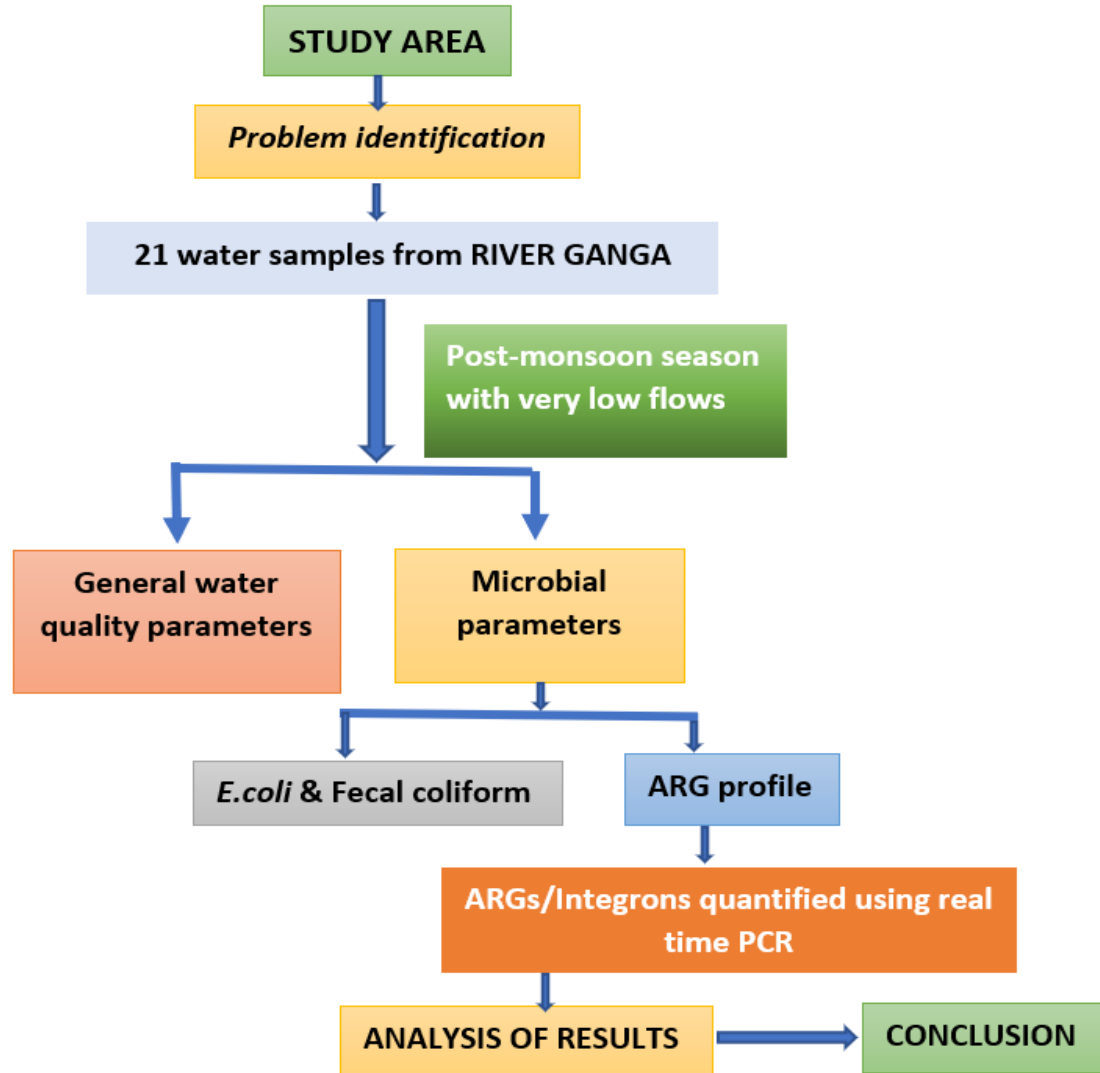 STUDY AREA
Problem identification
21 water samples from RIVER GANGA
Post-monsoon season
with very low flows
General water
quality parameters
Microbial
parameters
E.coli & Fecal coliform
ARG profile
ARGs/Integrons quantified using real
time PCR
ANALYSIS OF RESULTS
CONCLUSION